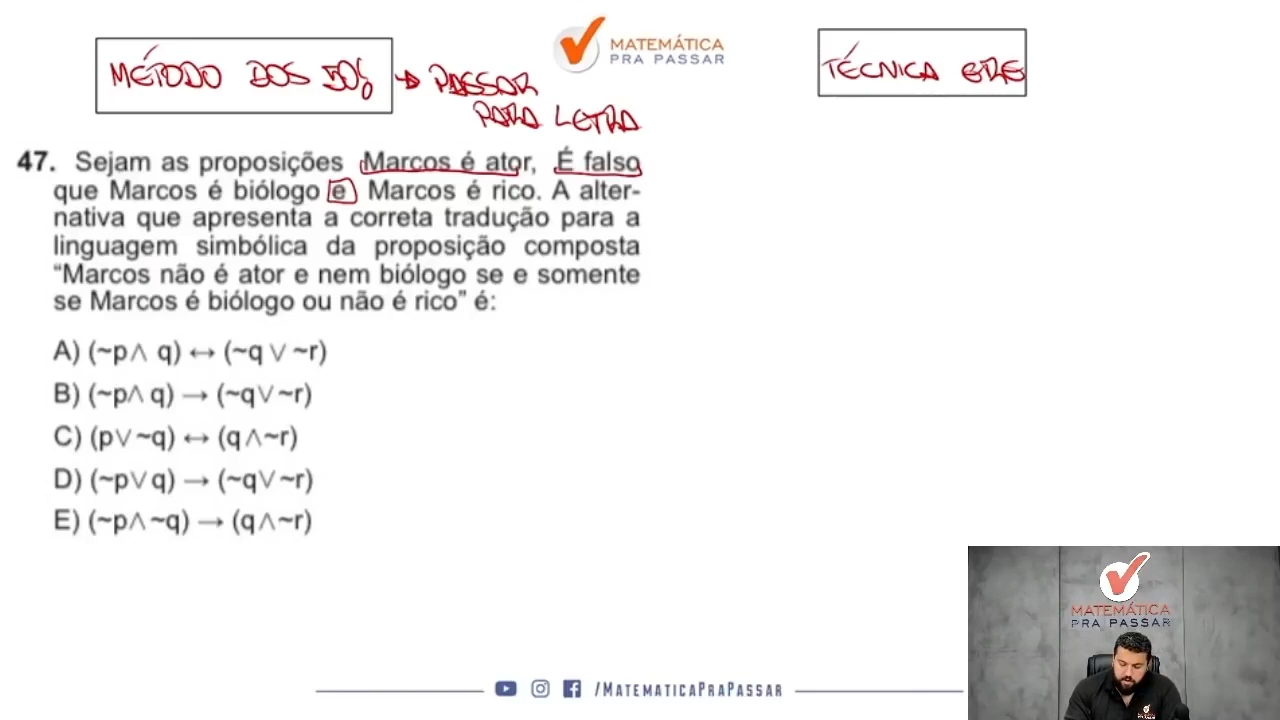 MÉTODO DOS 50% → PASSAR
PARA LETRA
MATEMÁTICA
PRA PASSAR
TÉCNICA
47. Sejam as proposições Marcos é ator, É falso
que Marcos é biólogo e Marcos é rico. A alter-
nativa que apresenta a correta tradução para a
linguagem simbólica da proposição composta
“Marcos não é ator e nem biólogo se e somente
se Marcos é biólogo ou não é rico” é:
A) (~p∧ q) ↔ (~q ∨ ~r)
B) (~p∧ q) → (~q∨ ~r)
C) (p∨ ~q) ↔ (q ∧~r)
D) (~p∨ q) → (~q∨ ~r)
E) (~p∧ ~q) → (q ∧~r)
MATEMÁTICA
PRA PASSAR
/MATEMATICAPRAPASSAR